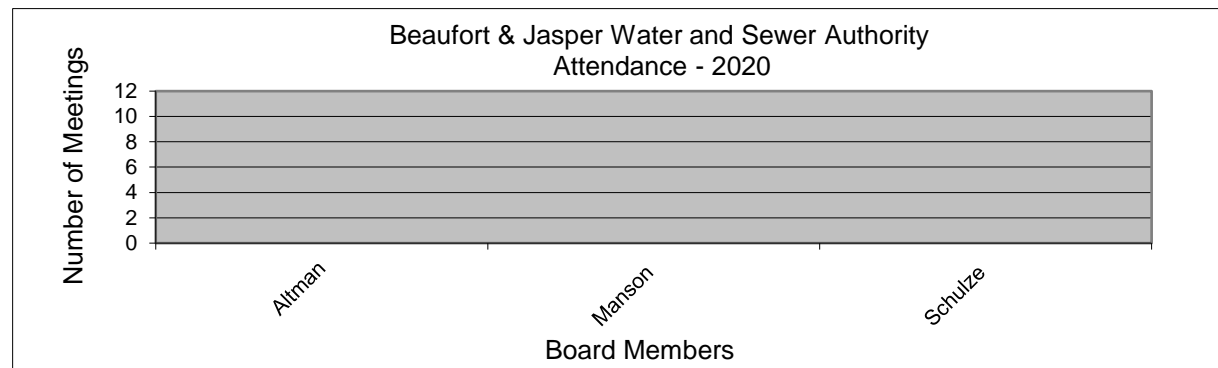 Beaufort & Jasper Water and Sewer Authority
Attendance - 2020
Number of Meetings
12
10
8
6
4
2
0
Altman
Manson
Schulze
Board Members